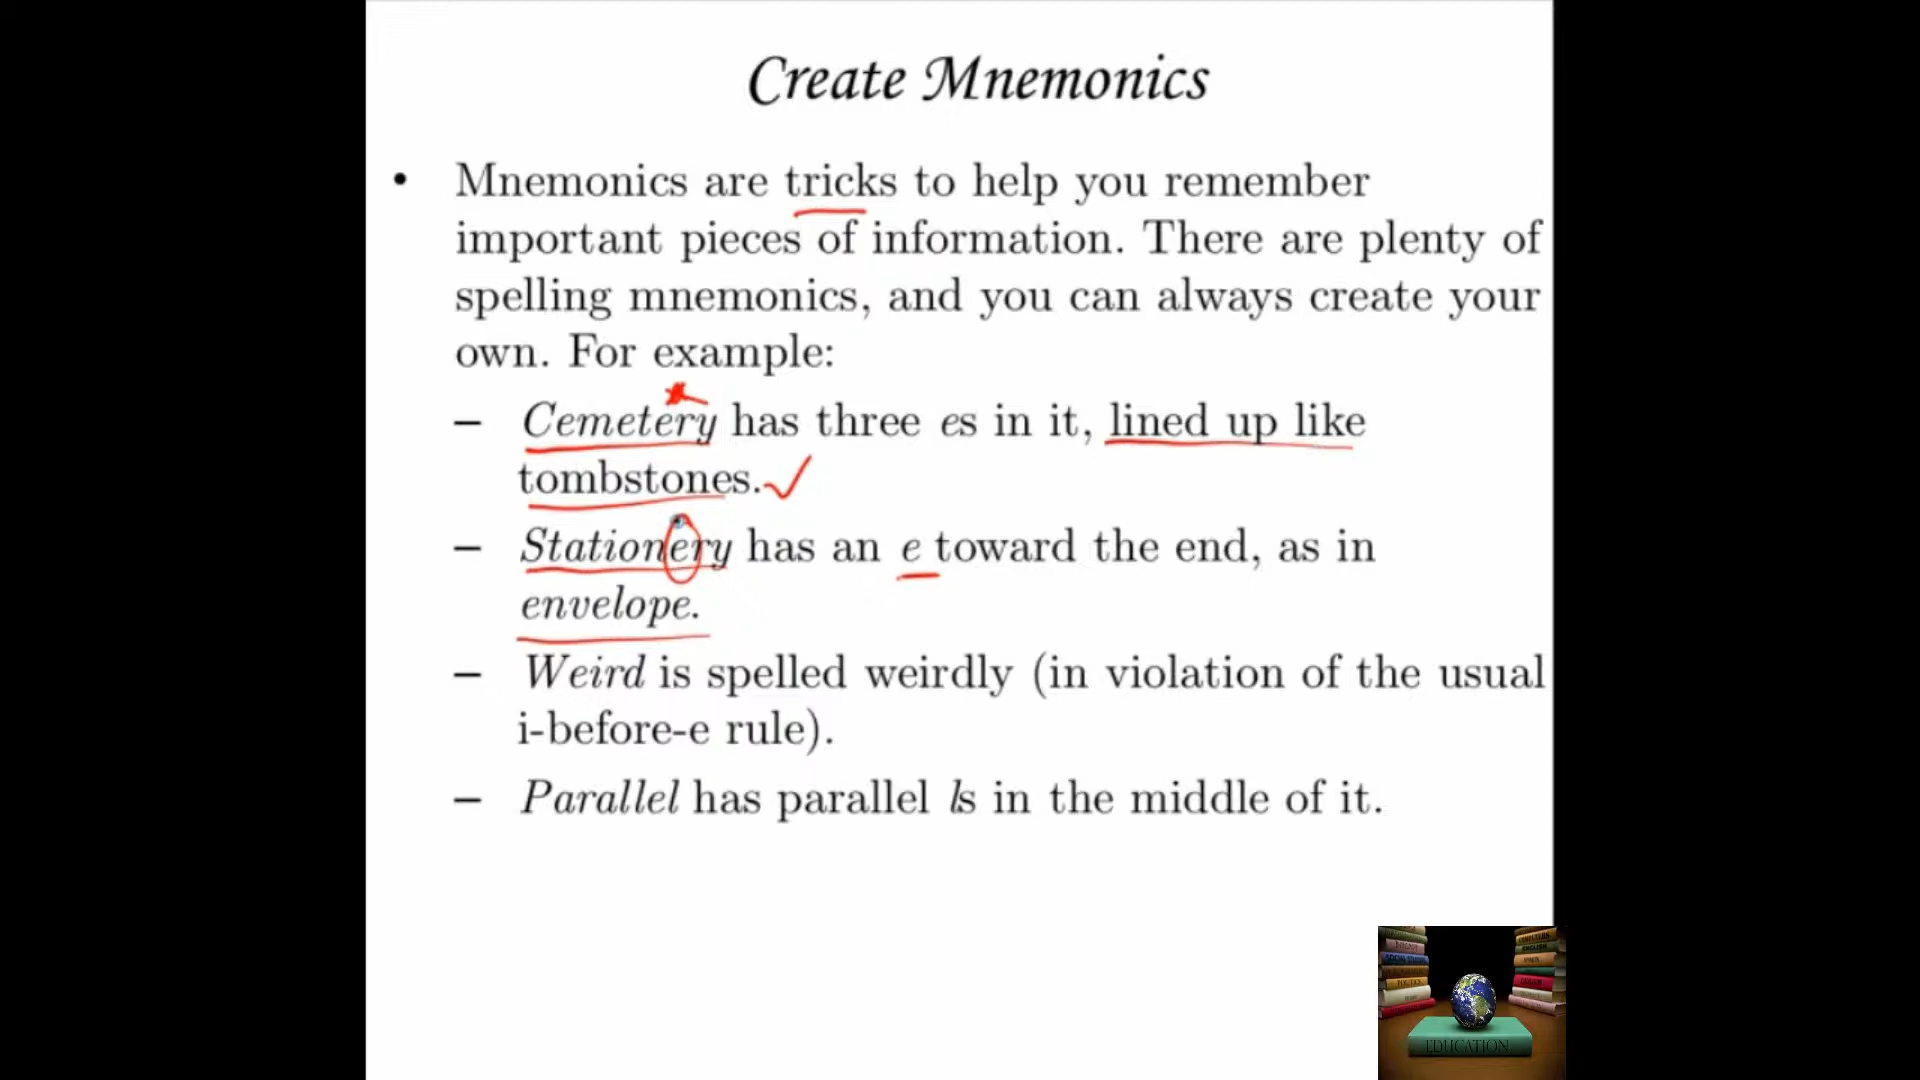 Create Mnemonics
• Mnemonics are tricks to help you remember
important pieces of information. There are plenty of
spelling mnemonics, and you can always create your
own. For example:
– Cemetery has three es in it, lined up like
tombstones.
– Stationery has an e toward the end, as in
envelope.
– Weird is spelled weirdly (in violation of the usual
i-before-e rule).
– Parallel has parallel ls in the middle of it.
EDUCATION